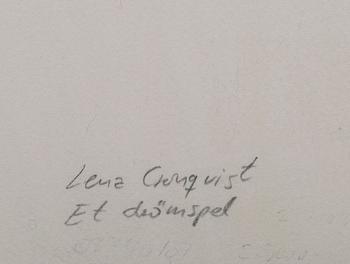 Lena Cronqvist
Et drömspel